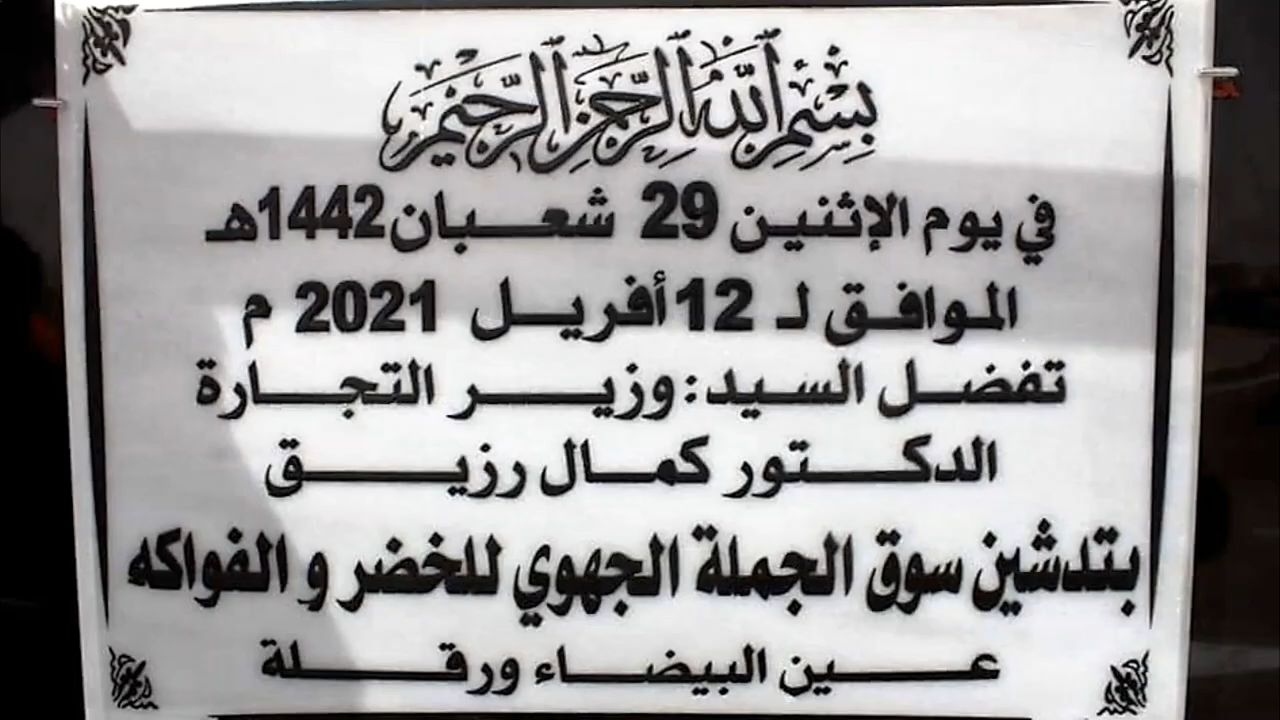 بسم الله الرحمن الرحيم
في يوم الإثنين 29 شعبان 1442هـ
الموافق لـ 12 أفريل 2021 م
تفضل السيد: وزير التجارة
الدكتور كمال رزيق
بتدشين سوق الجملة الجهوي للخضر و الفواكه
عين البيضاء ورقلة